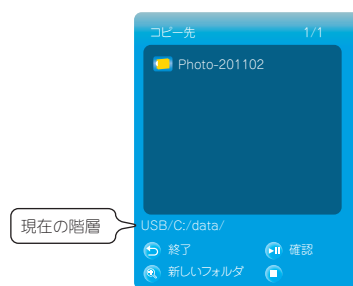 コピー先 1/1
Photo-201102
現在の階層
USB/C:/data/
終了 確認
新しいフォルダ